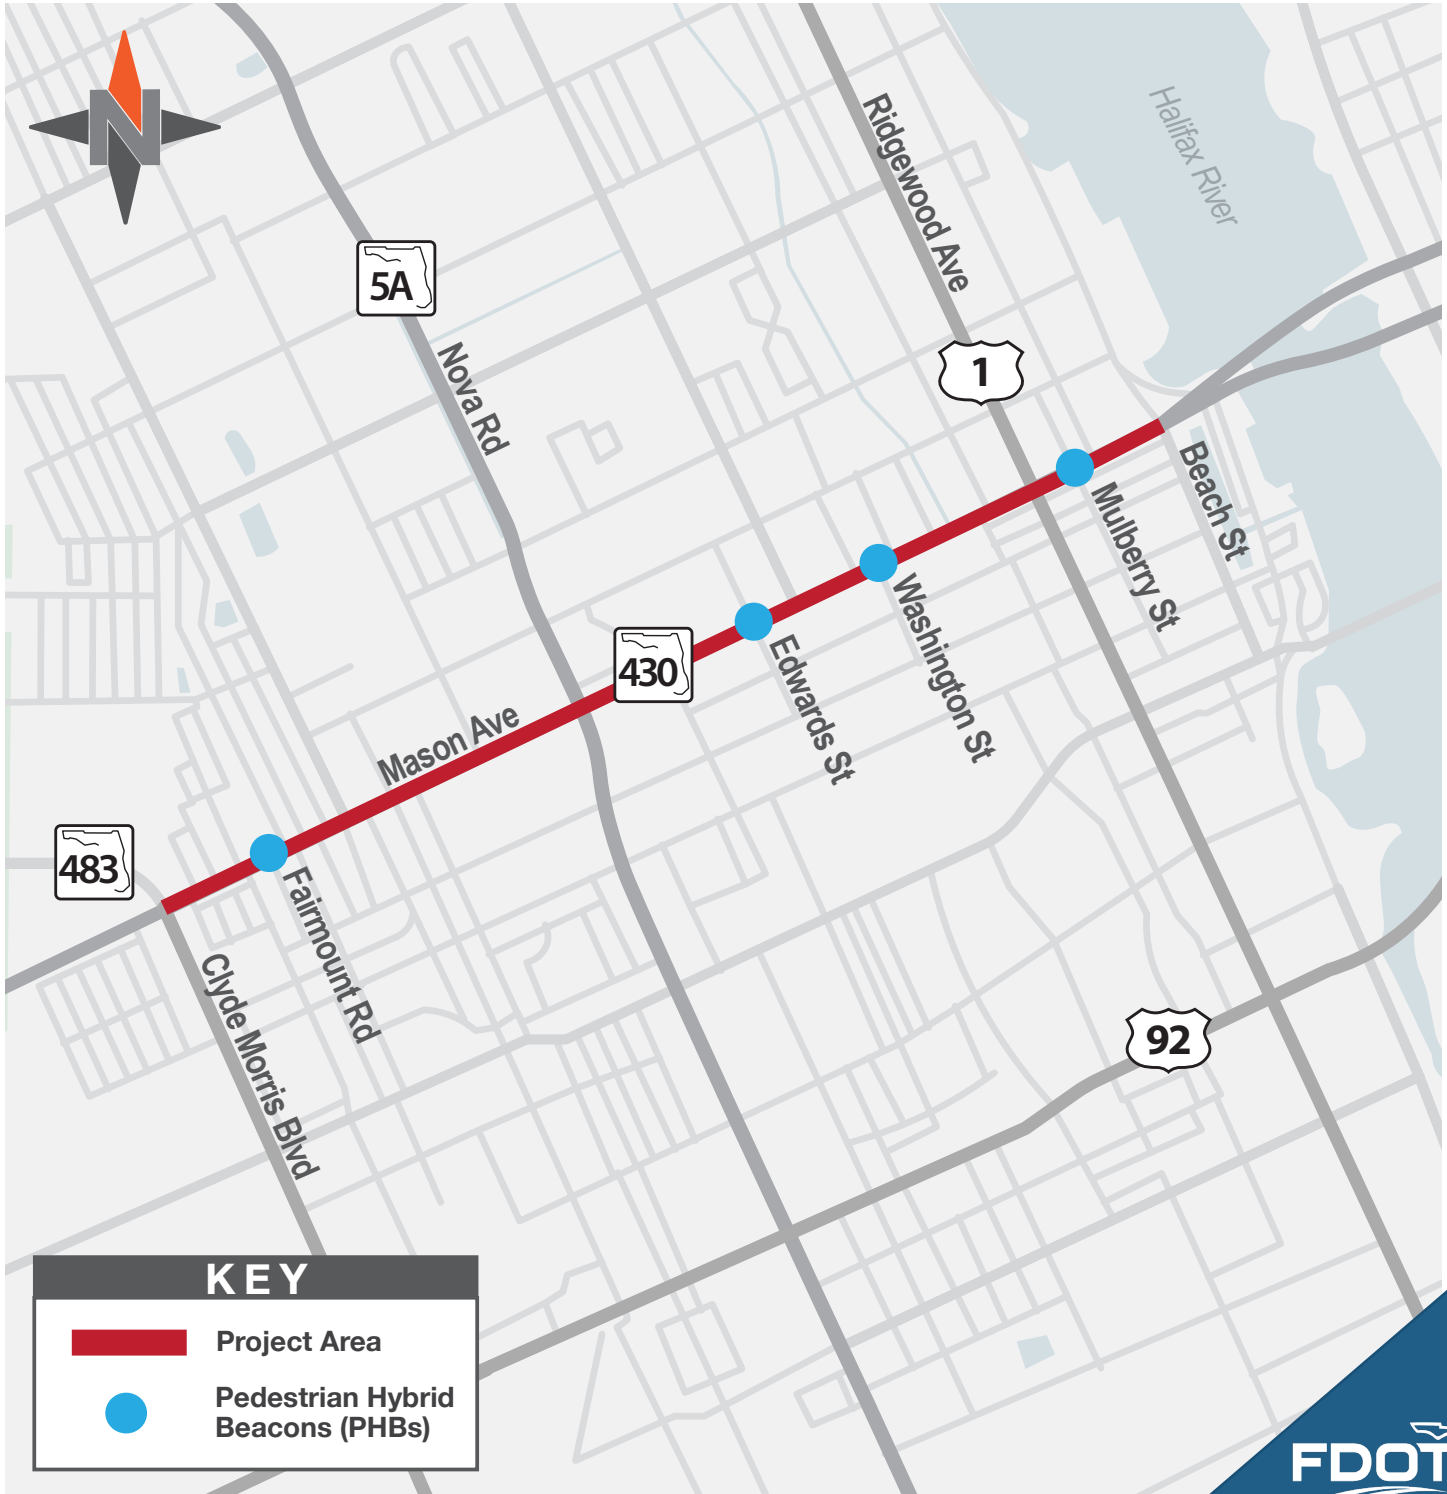 N
Halifax River
Ridgewood Ave
5A
1
Nova Rd
Beach St
Mulberry St
Washington St
Edwards St
430
Mason Ave
483
Fairmount Rd
Clyde Morris Blvd
92
KEY
Project Area
Pedestrian Hybrid
Beacons (PHBs)
FDOT